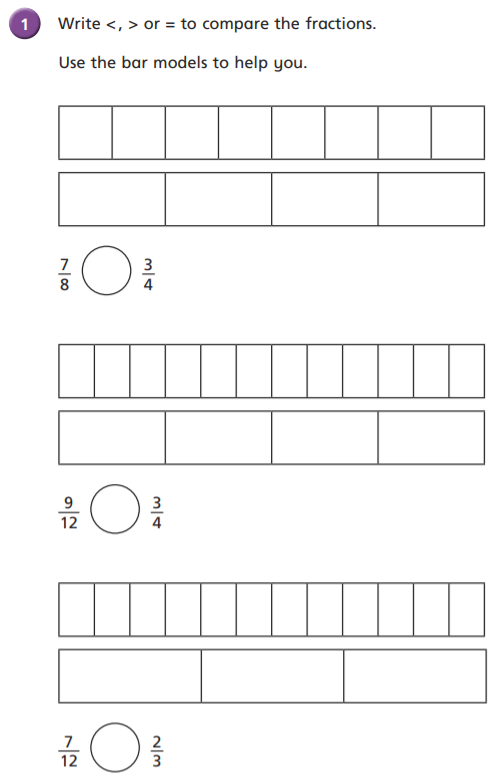 1 Write <, > or = to compare the fractions.
Use the bar models to help you.
7/8 3/4
9/12 3/4
7/12 2/3